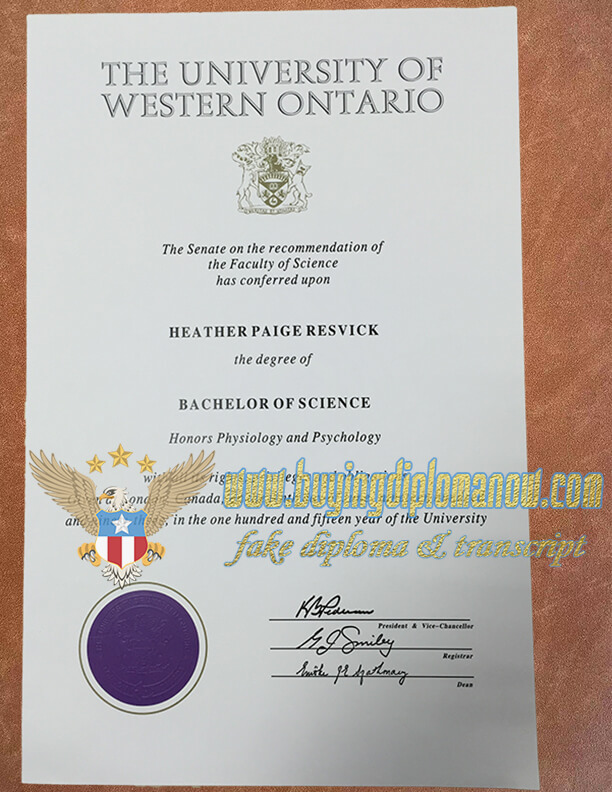 THE UNIVERSITY OF
WESTERN ONTARIO
The Senate on the recommendation of
the Faculty of Science
has conferred upon
HEATHER PAIGE RESVICK
the degree of
BACHELOR OF SCIENCE
Honors Physiology and Psychology
www.buyingdiplomanow.com
Canada,
in the one hundred and fifteen year of the University
fake diploma & transcript
President & Vice-Chancellor
Registrar
Dean